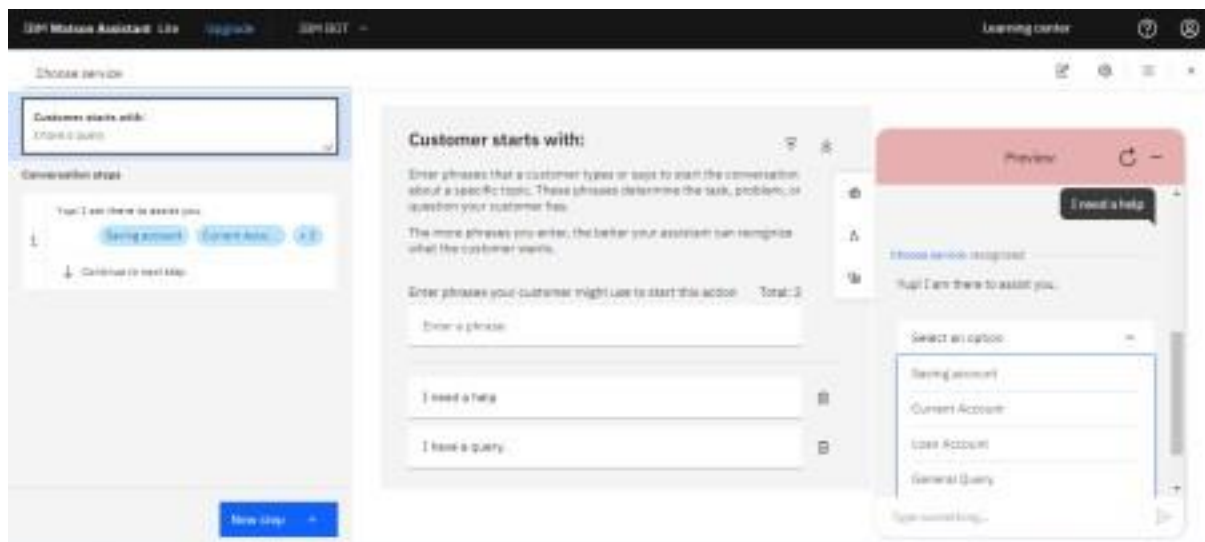 IBM Watson Assistant Lite Upgrade IBM BOT
Learning center
Choose service
Customer starts with:
I have a query
Conversation steps
Yup! I am there to assist you.
1
Saving account Current Acco... + 2
Continue to next step
New step +
Customer starts with:
Enter phrases that a customer types or says to start the conversation
about a specific topic. These phrases determine the task, problem, or
question your customer has.
The more phrases you enter, the better your assistant can recognize
what the customer wants.
Enter phrases your customer might use to start this action Total: 2
Enter a phrase
I need a help
I have a query.
Preview
I need a help
Choose service recognized
Yup! I am there to assist you.
Select an option
Saving account
Current Account
Loan Account
General Query
Type something...